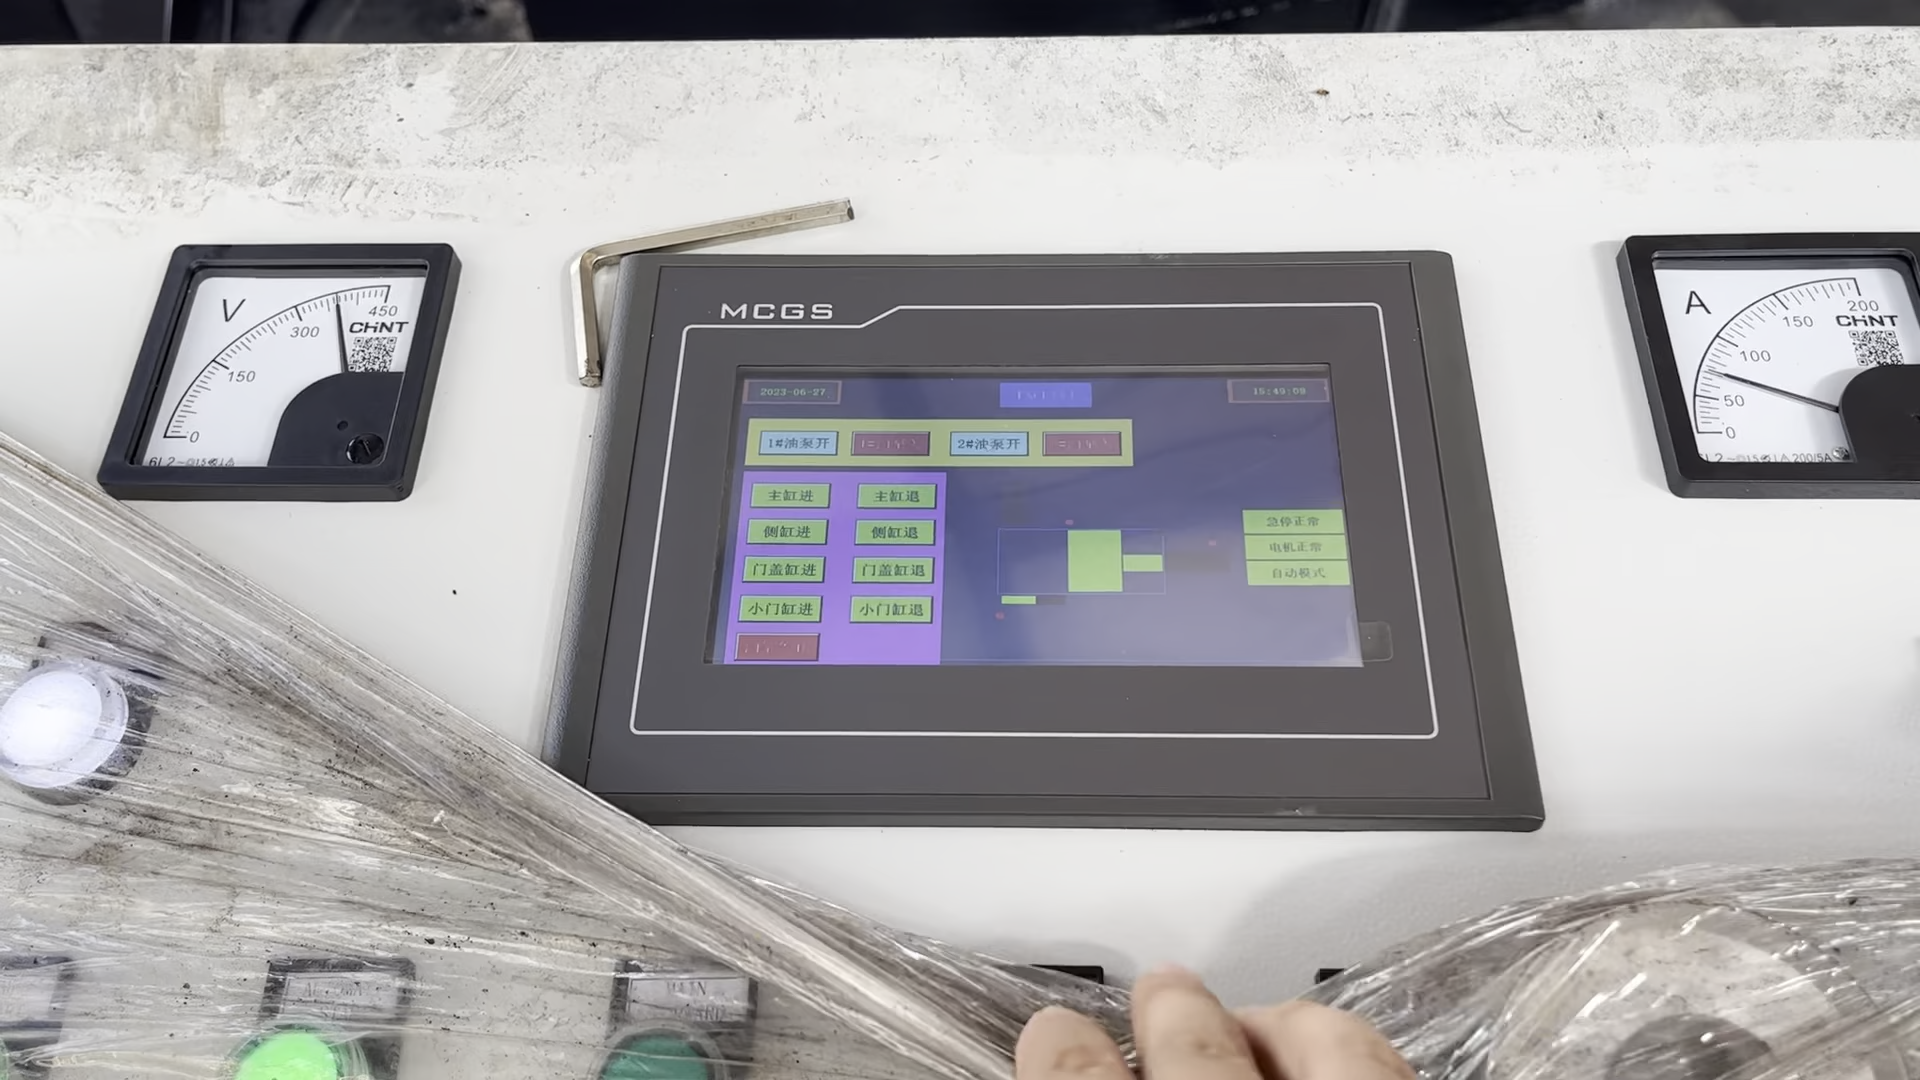 V
450
300
150
0
CHNT
MCGS
2023-06-27
15:49:09
1#油泵开
2#油泵开
主缸进
主缸退
侧缸进
侧缸退
门盖缸进
门盖缸退
小门缸进
小门缸退
急停正常
电机正常
自动模式
A
200
150
100
50
0
CHNT
200/5A
MAIN